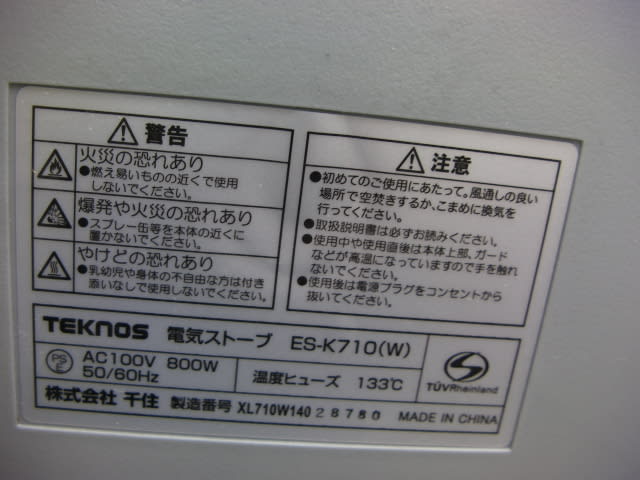 警告
火災の恐れあり
●燃え易いものの近くで使用
しないでください。
爆発や火災の恐れあり
●スプレー缶等を本体の近くに
置かないでください。
やけどの恐れあり
●乳幼児や身体の不自由な方は付き
添いなしで使用しないでください。
注意
●初めてのご使用にあたって。風通しの良い
場所で空焚きするか、こまめに換気を
行ってください。
●取扱説明書は必ずお読みください。
●使用中や使用直後は本体上部、ガード
などが高温になっていますので手を触れ
ないでください。
●使用後は電源プラグをコンセントから
抜いてください。
TEKNOS 電気ストーブ ES-K710(W)
PS
E
AC100V 800W
50/60Hz
温度ヒューズ 133℃
TÜVRheinland
株式会社 千住 製造番号 XL710W140 28780 MADE IN CHINA